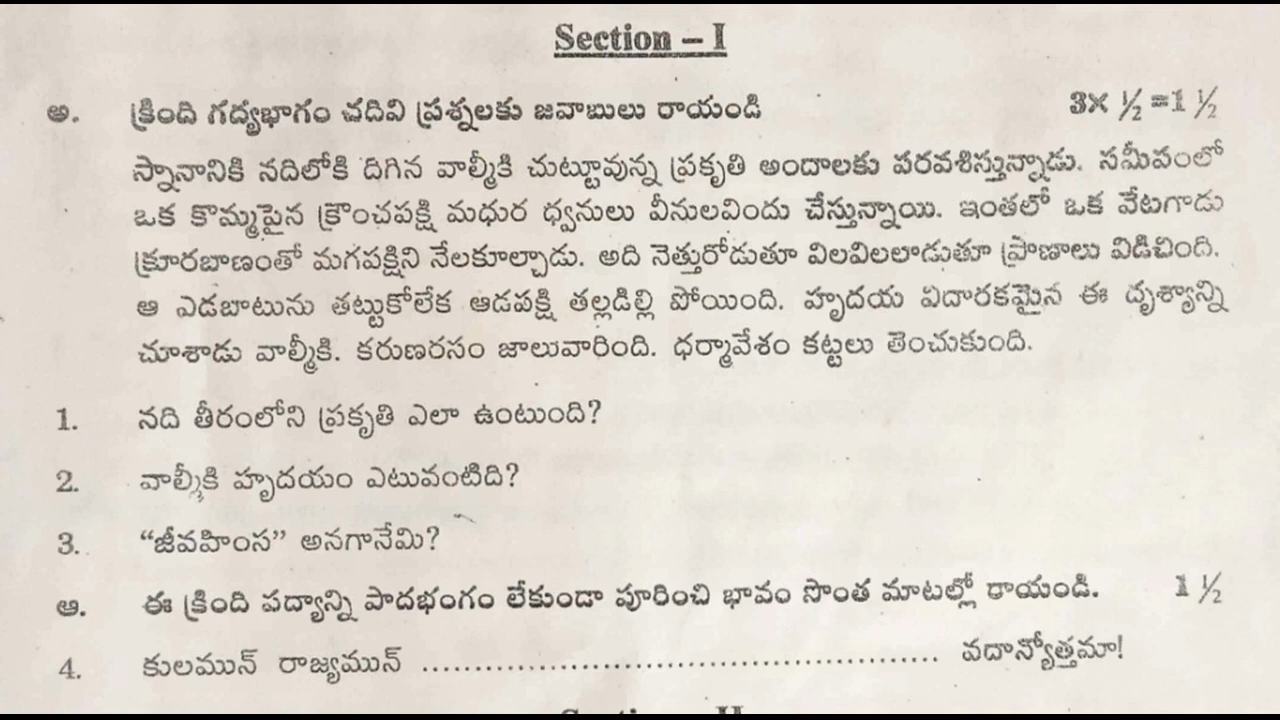 Section – I
అ. క్రింది గద్యభాగం చదివి ప్రశ్నలకు జవాబులు రాయండి 3× ½ =1 ½
స్నానానికి నదిలోకి దిగిన వాల్మీకి చుట్టూవున్న ప్రకృతి అందాలకు పరవశిస్తున్నాడు. సమీపంలో
ఒక కొమ్మపైన క్రౌంచపక్షి మధుర ధ్వనులు వీనులవిందు చేస్తున్నాయి. ఇంతలో ఒక వేటగాడు
క్రూరబాణంతో మగపక్షిని నేలకూల్చాడు. అది నెత్తురోడుతూ విలవిలలాడుతూ ప్రాణాలు విడిచింది.
ఆ ఎడబాటును తట్టుకోలేక ఆడపక్షి తల్లడిల్లి పోయింది. హృదయ విదారకమైన ఈ దృశ్యాన్ని
చూశాడు వాల్మీకి. కరుణరసం జాలువారింది. ధర్మావేశం కట్టలు తెంచుకుంది.
1. నది తీరంలోని ప్రకృతి ఎలా ఉంటుంది?
2. వాల్మీకి హృదయం ఎటువంటిది?
3. “జీవహింస” అనగానేమి?
ఆ. ఈ క్రింది పద్యాన్ని పాదభంగం లేకుండా పూరించి భావం సొంత మాటల్లో రాయండి. 1 ½
4. కులమున్ రాజ్యమున్ ................................................ వదాన్యోత్తమా!